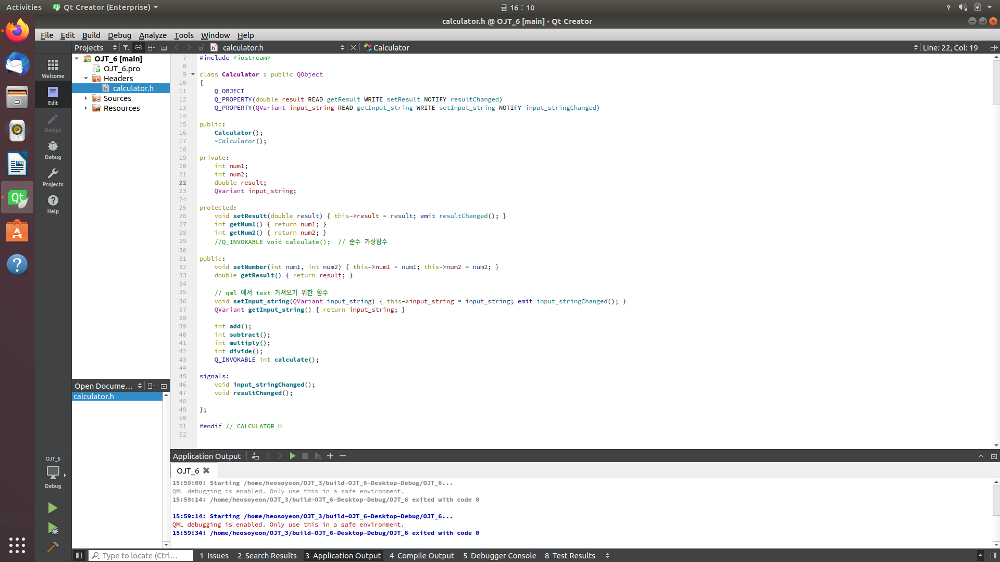 Activities
Qt Creator (Enterprise)
금 16 : 10
?
calculator.h @ OJT_6 [main] - Qt Creator
File Edit Build Debug Analyze Tools Window Help
Projects
calculator.h
Calculator
Line: 22, Col: 19
Welcome
Edit
Design
Debug
Projects
Help
OJT_6 [main]
OJT_6.pro
Headers
calculator.h
Sources
Resources
7 #include <iostream>
8
9 class Calculator : public QObject
10 {
11 Q_OBJECT
12 Q_PROPERTY(double result READ getResult WRITE setResult NOTIFY resultChanged)
13 Q_PROPERTY(QVariant input_string READ getInput_string WRITE setInput_string NOTIFY input_stringChanged)
14
15 public:
16 Calculator();
17 ~Calculator();
18
19 private:
20 int num1;
21 int num2;
22 double result;
23 QVariant input_string;
24
25 protected:
26 void setResult(double result) { this->result = result; emit resultChanged(); }
27 int getNum1() { return num1; }
28 int getNum2() { return num2; }
29 //Q_INVOKABLE void calculate(); // 순수 가상함수
30
31 public:
32 void setNumber(int num1, int num2) { this->num1 = num1; this->num2 = num2; }
33 double getResult() { return result; }
34
35 // qml 에서 text 가져오기 위한 함수
36 void setInput_string(QVariant input_string) { this->input_string = input_string; emit input_stringChanged(); }
37 QVariant getInput_string() { return input_string; }
38
39 int add();
40 int subtract();
41 int multiply();
42 int divide();
43 Q_INVOKABLE int calculate();
44
45 signals:
46 void input_stringChanged();
47 void resultChanged();
48
49 };
50
51 #endif // CALCULATOR_H
52
Open Docume...
calculator.h
OJT_6
Debug
Application Output
OJT_6
15:59:00: Starting /home/heosoyeon/OJT_3/build-OJT_6-Desktop-Debug/OJT_6...
QML debugging is enabled. Only use this in a safe environment.
15:59:14: /home/heosoyeon/OJT_3/build-OJT_6-Desktop-Debug/OJT_6 exited with code 0
15:59:14: Starting /home/heosoyeon/OJT_3/build-OJT_6-Desktop-Debug/OJT_6...
QML debugging is enabled. Only use this in a safe environment.
15:59:34: /home/heosoyeon/OJT_3/build-OJT_6-Desktop-Debug/OJT_6 exited with code 0
Type to locate (Ctrl...
1 Issues
2 Search Results
3 Application Output
4 Compile Output
5 Debugger Console
8 Test Results
Qt
A
?